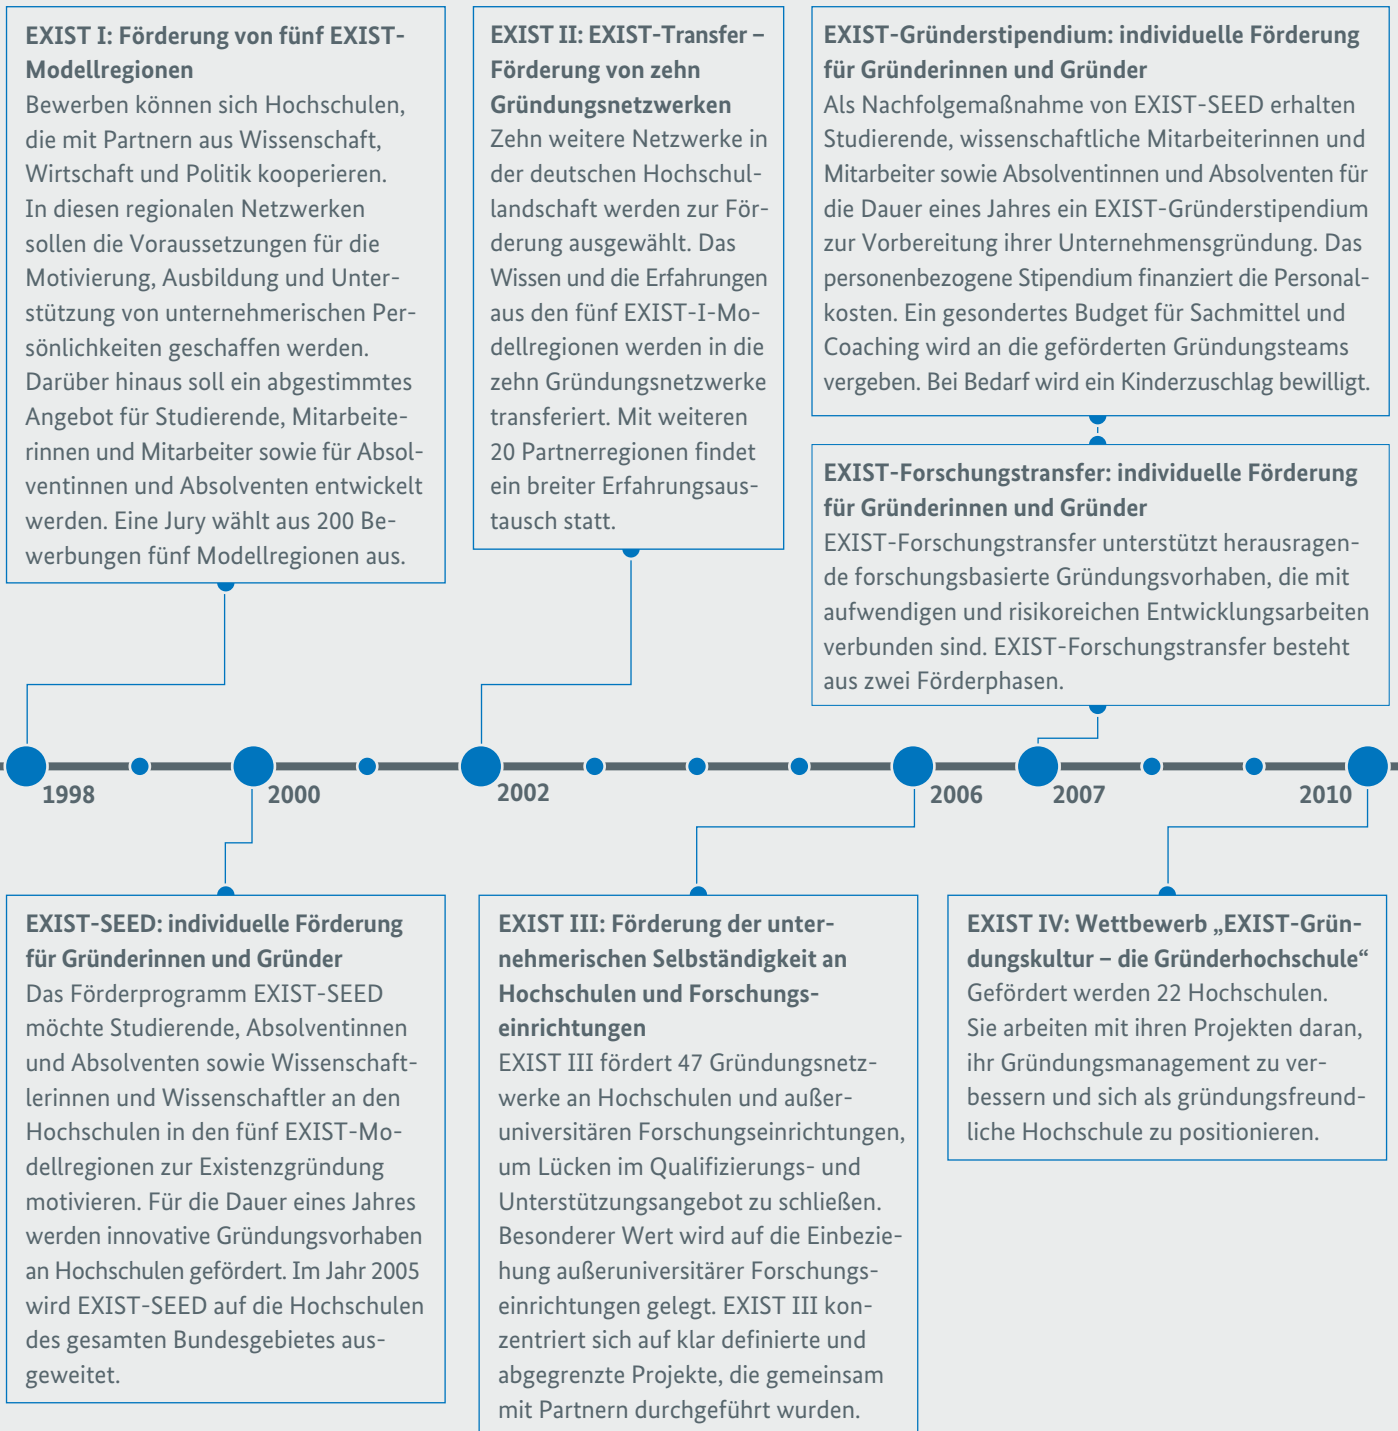 EXIST I: Förderung von fünf EXIST-
Modellregionen
Bewerben können sich Hochschulen,
die mit Partnern aus Wissenschaft,
Wirtschaft und Politik kooperieren.
In diesen regionalen Netzwerken
sollen die Voraussetzungen für die
Motivierung, Ausbildung und Unter-
stützung von unternehmerischen Per-
sönlichkeiten geschaffen werden.
Darüber hinaus soll ein abgestimmtes
Angebot für Studierende, Mitarbeite-
rinnen und Mitarbeiter sowie für Absol-
ventinnen und Absolventen entwickelt
werden. Eine Jury wählt aus 200 Be-
werbungen fünf Modellregionen aus.
EXIST II: EXIST-Transfer –
Förderung von zehn
Gründungsnetzwerken
Zehn weitere Netzwerke in
der deutschen Hochschul-
landschaft werden zur För-
derung ausgewählt. Das
Wissen und die Erfahrungen
aus den fünf EXIST-I-Mo-
dellregionen werden in die
zehn Gründungsnetzwerke
transferiert. Mit weiteren
20 Partnerregionen findet
ein breiter Erfahrungsaus-
tausch statt.
EXIST-Gründerstipendium: individuelle Förderung
für Gründerinnen und Gründer
Als Nachfolgemaßnahme von EXIST-SEED erhalten
Studierende, wissenschaftliche Mitarbeiterinnen und
Mitarbeiter sowie Absolventinnen und Absolventen für
die Dauer eines Jahres ein EXIST-Gründerstipendium
zur Vorbereitung ihrer Unternehmensgründung. Das
personenbezogene Stipendium finanziert die Personal-
kosten. Ein gesondertes Budget für Sachmittel und
Coaching wird an die geförderten Gründungsteams
vergeben. Bei Bedarf wird ein Kinderzuschlag bewilligt.
EXIST-Forschungstransfer: individuelle Förderung
für Gründerinnen und Gründer
EXIST-Forschungstransfer unterstützt herausragen-
de forschungsbasierte Gründungsvorhaben, die mit
aufwendigen und risikoreichen Entwicklungsarbeiten
verbunden sind. EXIST-Forschungstransfer besteht
aus zwei Förderphasen.
1998
2000
2002
2006
2007
2010
EXIST-SEED: individuelle Förderung
für Gründerinnen und Gründer
Das Förderprogramm EXIST-SEED
möchte Studierende, Absolventinnen
und Absolventen sowie Wissenschaft-
lerinnen und Wissenschaftler an den
Hochschulen in den fünf EXIST-Mo-
dellregionen zur Existenzgründung
motivieren. Für die Dauer eines Jahres
werden innovative Gründungsvorhaben
an Hochschulen gefördert. Im Jahr 2005
wird EXIST-SEED auf die Hochschulen
des gesamten Bundesgebietes aus-
geweitet.
EXIST III: Förderung der unter-
nehmerischen Selbständigkeit an
Hochschulen und Forschungs-
einrichtungen
EXIST III fördert 47 Gründungsnetz-
werke an Hochschulen und außer-
universitären Forschungseinrichtungen,
um Lücken im Qualifizierungs- und
Unterstützungsangebot zu schließen.
Besonderer Wert wird auf die Einbezie-
hung außeruniversitärer Forschungs-
einrichtungen gelegt. EXIST III kon-
zentriert sich auf klar definierte und
abgegrenzte Projekte, die gemeinsam
mit Partnern durchgeführt wurden.
EXIST IV: Wettbewerb „EXIST-Grün-
dungskultur – die Gründerhochschule“
Gefördert werden 22 Hochschulen.
Sie arbeiten mit ihren Projekten daran,
ihr Gründungsmanagement zu ver-
bessern und sich als gründungsfreund-
liche Hochschule zu positionieren.